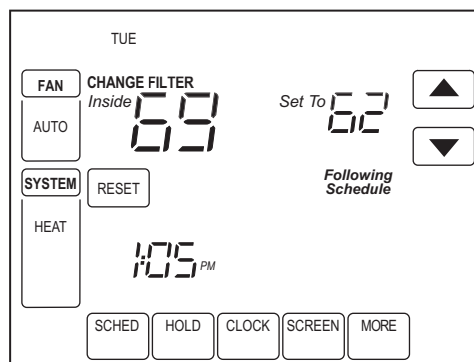 TUE
FAN
CHANGE FILTER
Inside
69
Set To
62
AUTO
Following
Schedule
SYSTEM
RESET
HEAT
1:05 PM
SCHED
HOLD
CLOCK
SCREEN
MORE